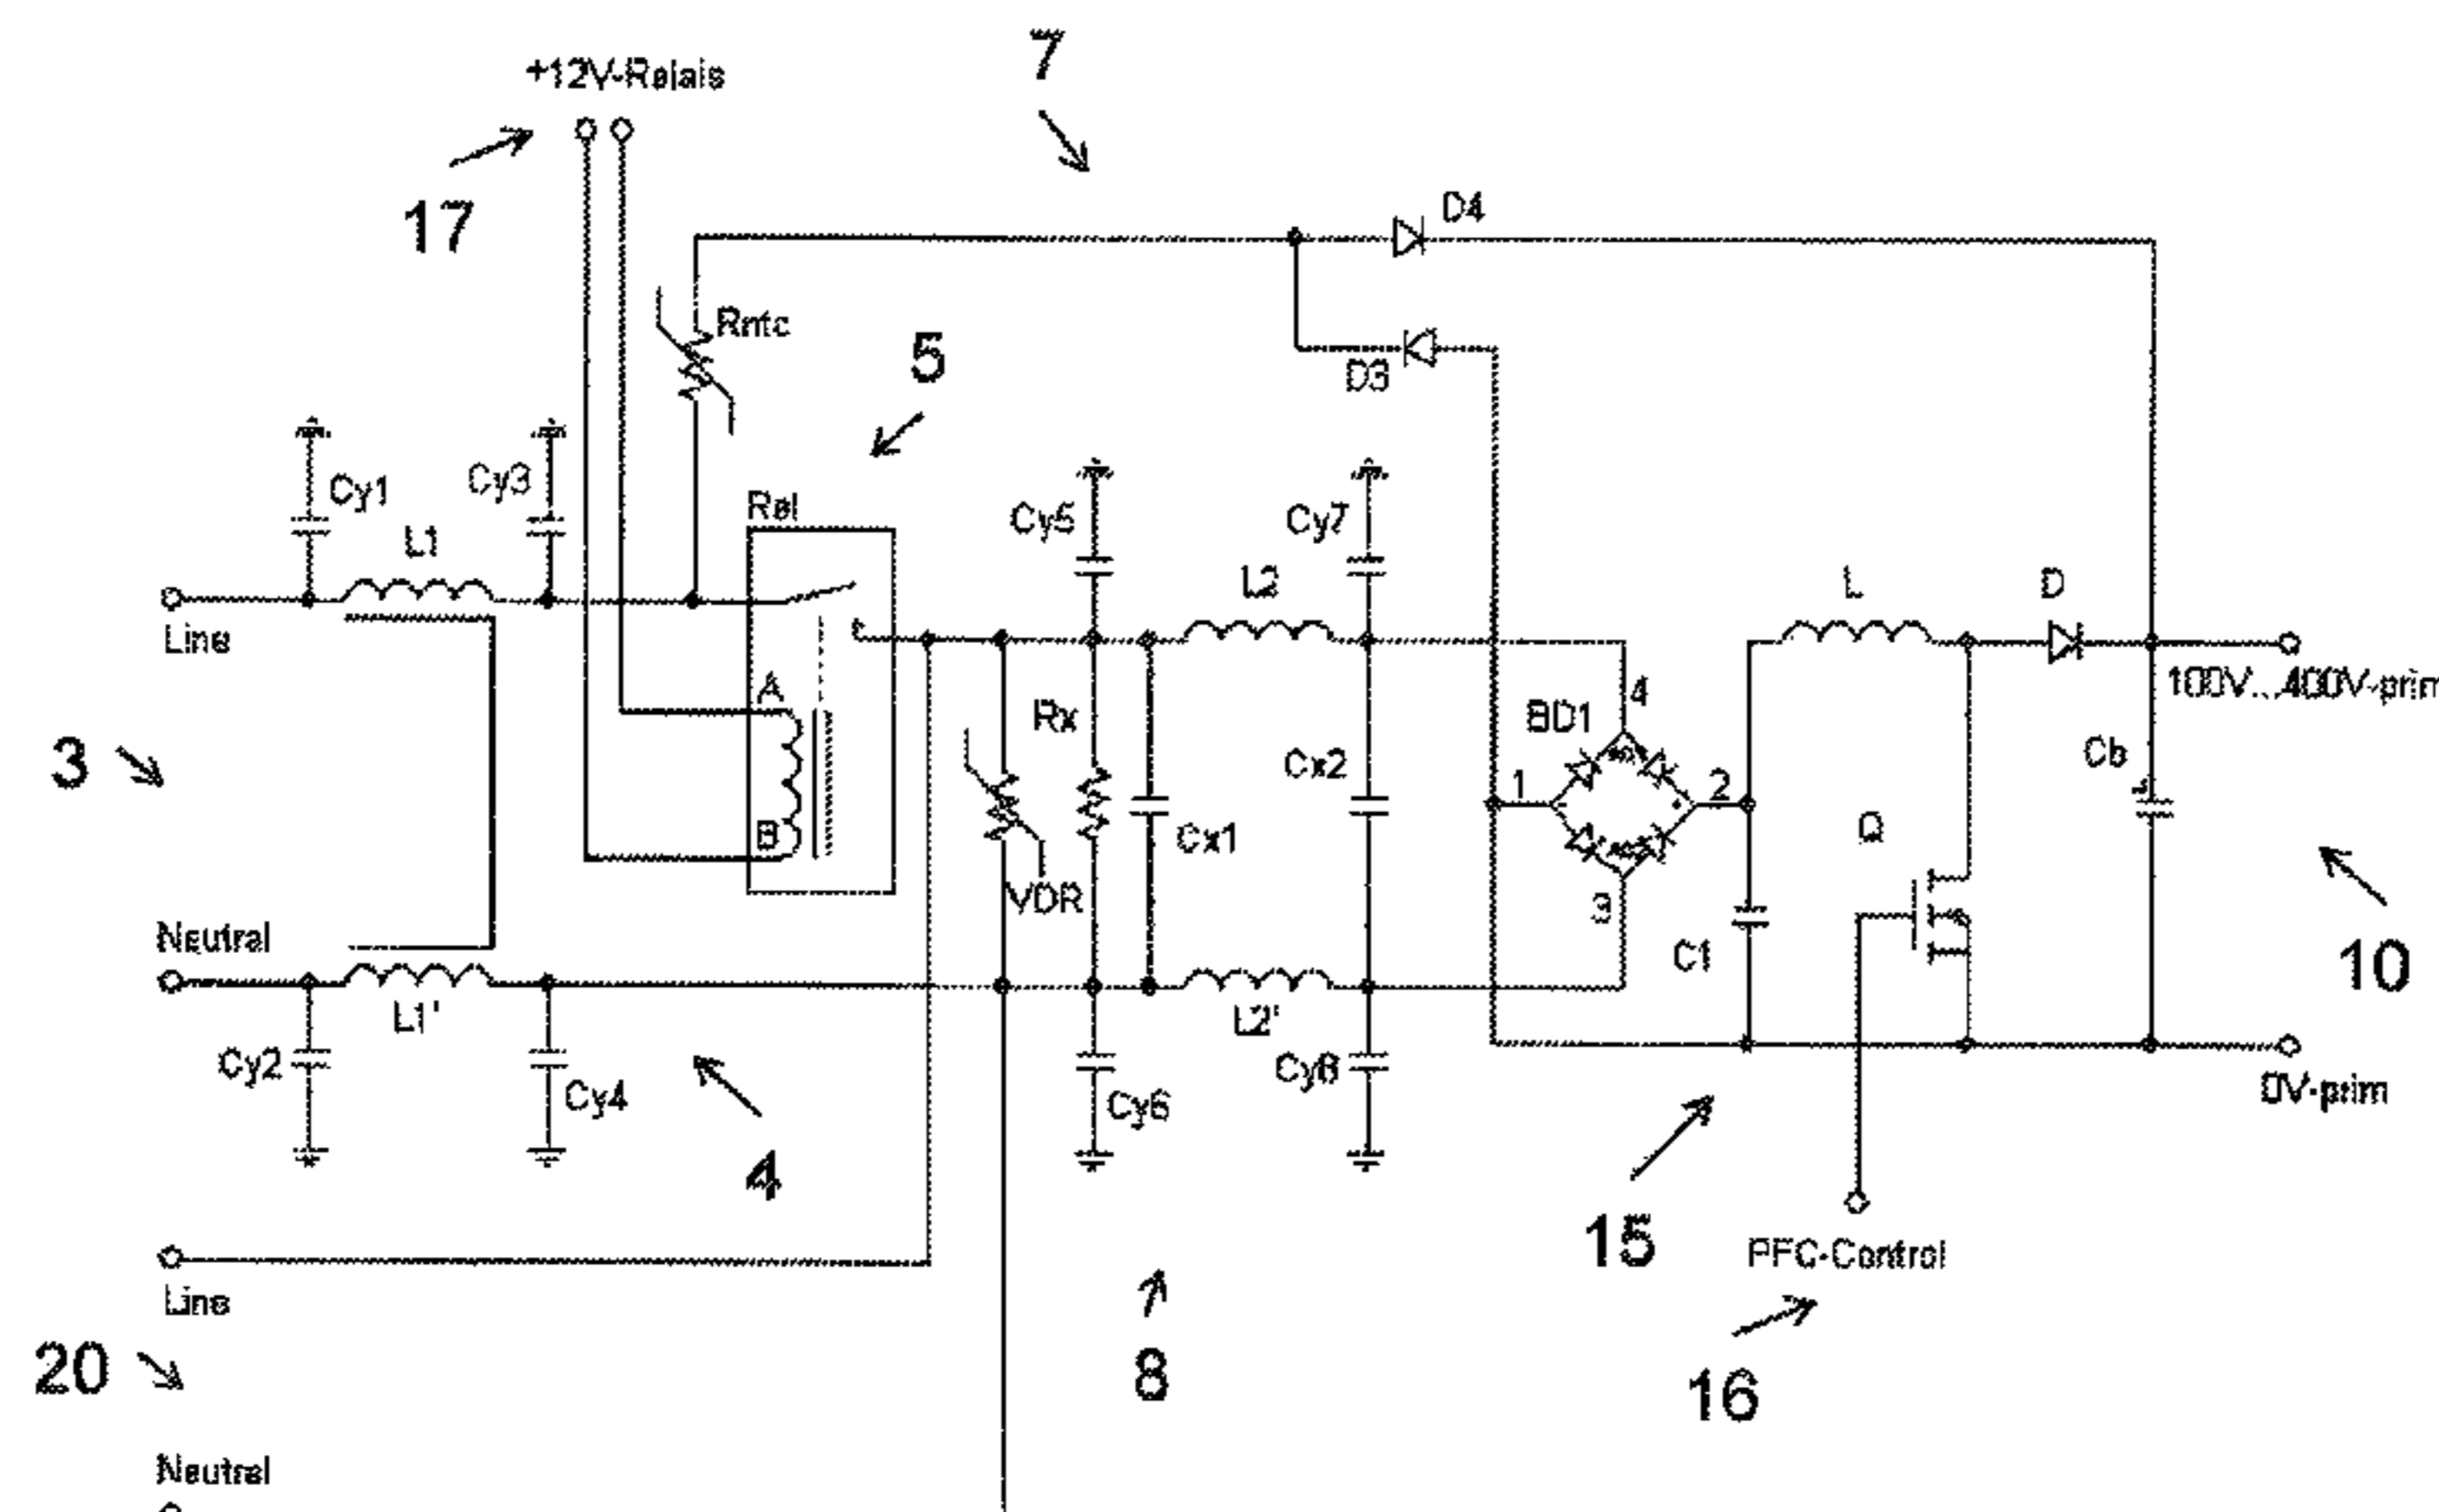 7
+12V-Relais
17
D4
Rntc
5
D3
Cy1
Cy3
Rel
Cy5
Cy7
L1
L2
L
D
Line
100V...400V-prim
A
Rx
4
BD1
3
Cx2
1
2
Cb
B
Cx1
Q
VDR
3
Neutral
C1
10
L1'
L2'
Cy2
Cy4
Cy6
Cy8
0V-prim
4
15
PFC-Control
Line
20
8
16
Neutral